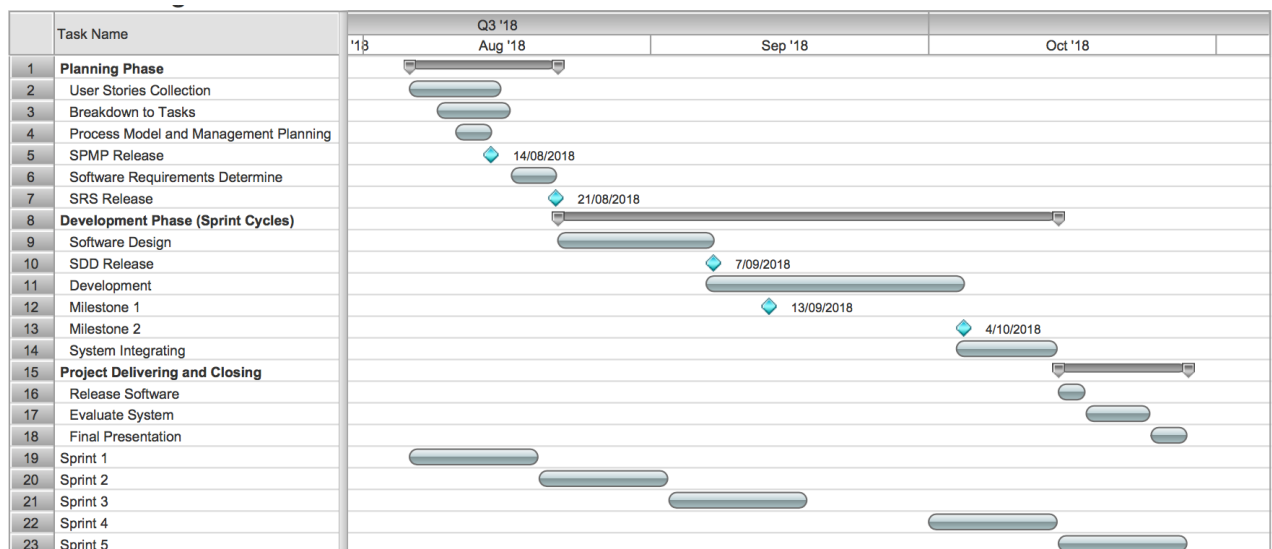 Task Name
Q3 '18
'18 Aug '18 Sep '18 Oct '18
1 Planning Phase
2 User Stories Collection
3 Breakdown to Tasks
4 Process Model and Management Planning
5 SPMP Release 14/08/2018
6 Software Requirements Determine
7 SRS Release 21/08/2018
8 Development Phase (Sprint Cycles)
9 Software Design
10 SDD Release 7/09/2018
11 Development
12 Milestone 1 13/09/2018
13 Milestone 2 4/10/2018
14 System Integrating
15 Project Delivering and Closing
16 Release Software
17 Evaluate System
18 Final Presentation
19 Sprint 1
20 Sprint 2
21 Sprint 3
22 Sprint 4
23 Sprint 5